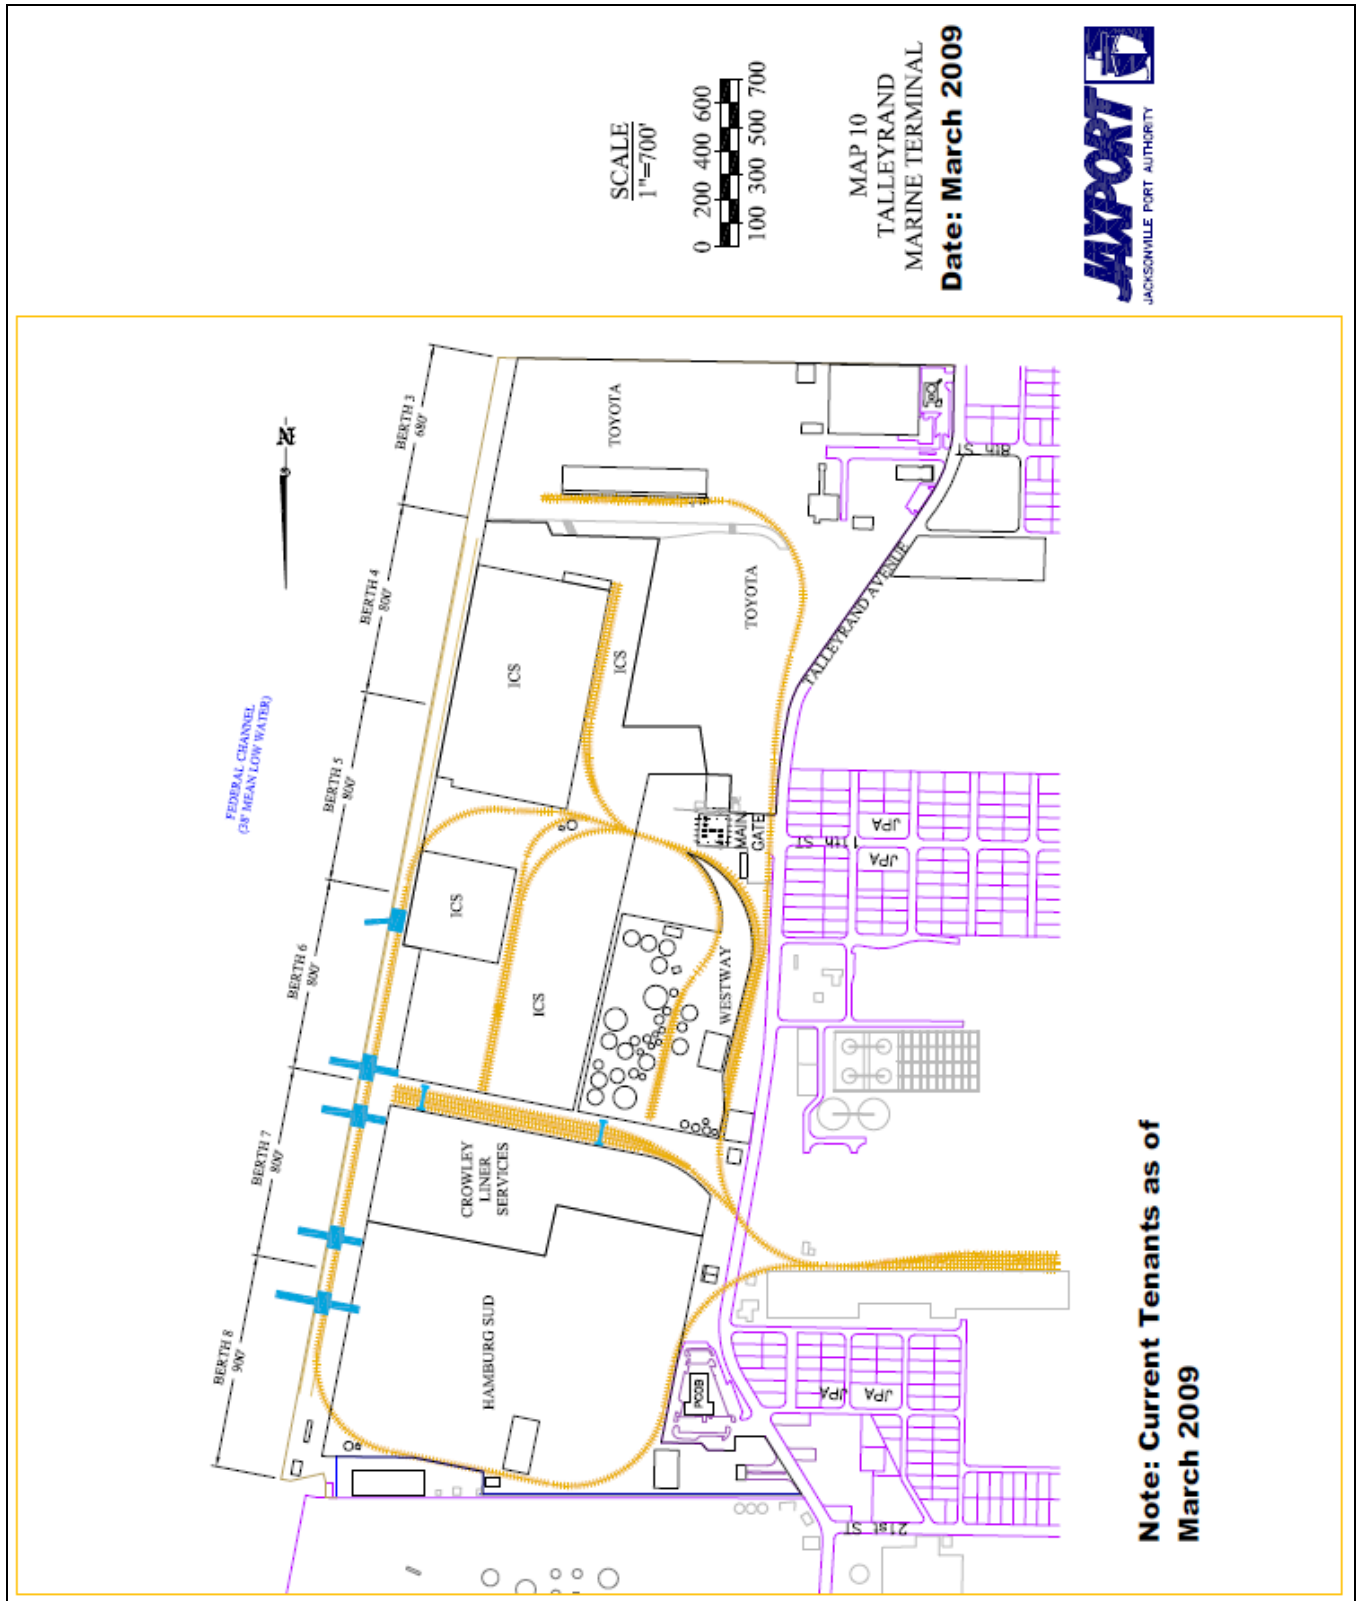 SCALE
1"=700'
0 200 400 600
100 300 500 700
MAP 10
TALLEYRAND
MARINE TERMINAL
Date: March 2009
JAXPORT
JACKSONVILLE PORT AUTHORITY
N
BERTH 3
680'
BERTH 4
800'
BERTH 5
800'
BERTH 6
800'
BERTH 7
800'
BERTH 8
900'
FEDERAL CHANNEL
(38' MEAN LOW WATER)
TOYOTA
TOYOTA
ICS
ICS
ICS
ICS
WESTWAY
CROWLEY
LINER
SERVICES
HAMBURG SUD
MAIN
GATE
TALLEYRAND AVENUE
8th ST
11th ST
21st ST
JPA
JPA
JPA
JPA
PCOB
Note: Current Tenants as of
March 2009